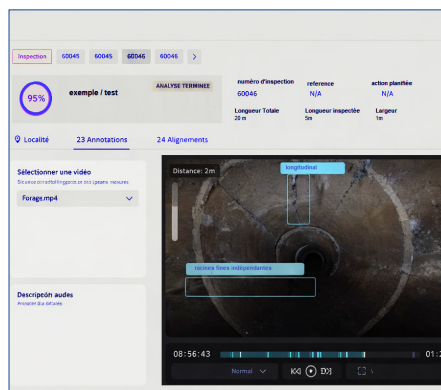 Inspection 60045 60045 60046 60046 >
95%
exemple / test
ANALYSE TERMINEE
numéro d'inspection
60046
reference
N/A
action planifiée
N/A
Longueur Totale
20 m
Longueur inspectée
5m
Largeur
1m
Localité
23 Annotations
24 Alignements
Sélectionner une vidéo
Forage.mp4
Distance: 2m
longitudinal
racines fines indépendantes
08:56:43
01:2
Normal